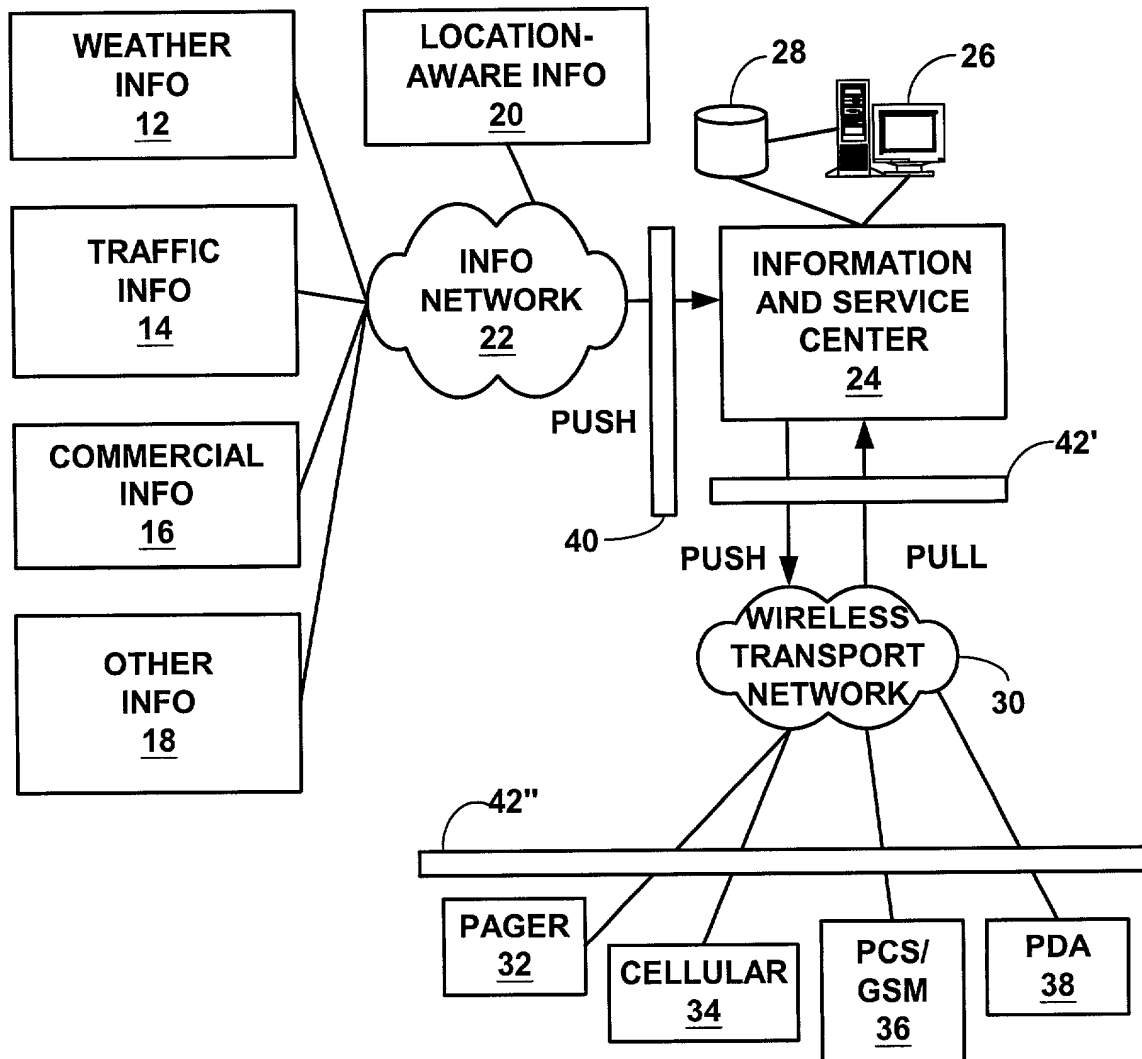 WEATHER
INFO
12
LOCATION-
AWARE INFO
20
28
26
TRAFFIC
INFO
14
INFO
NETWORK
22
INFORMATION
AND SERVICE
CENTER
24
PUSH
COMMERCIAL
INFO
16
42'
40
PUSH
PULL
WIRELESS
TRANSPORT
NETWORK
30
OTHER
INFO
18
42"
PAGER
32
CELLULAR
34
PCS/
GSM
36
PDA
38